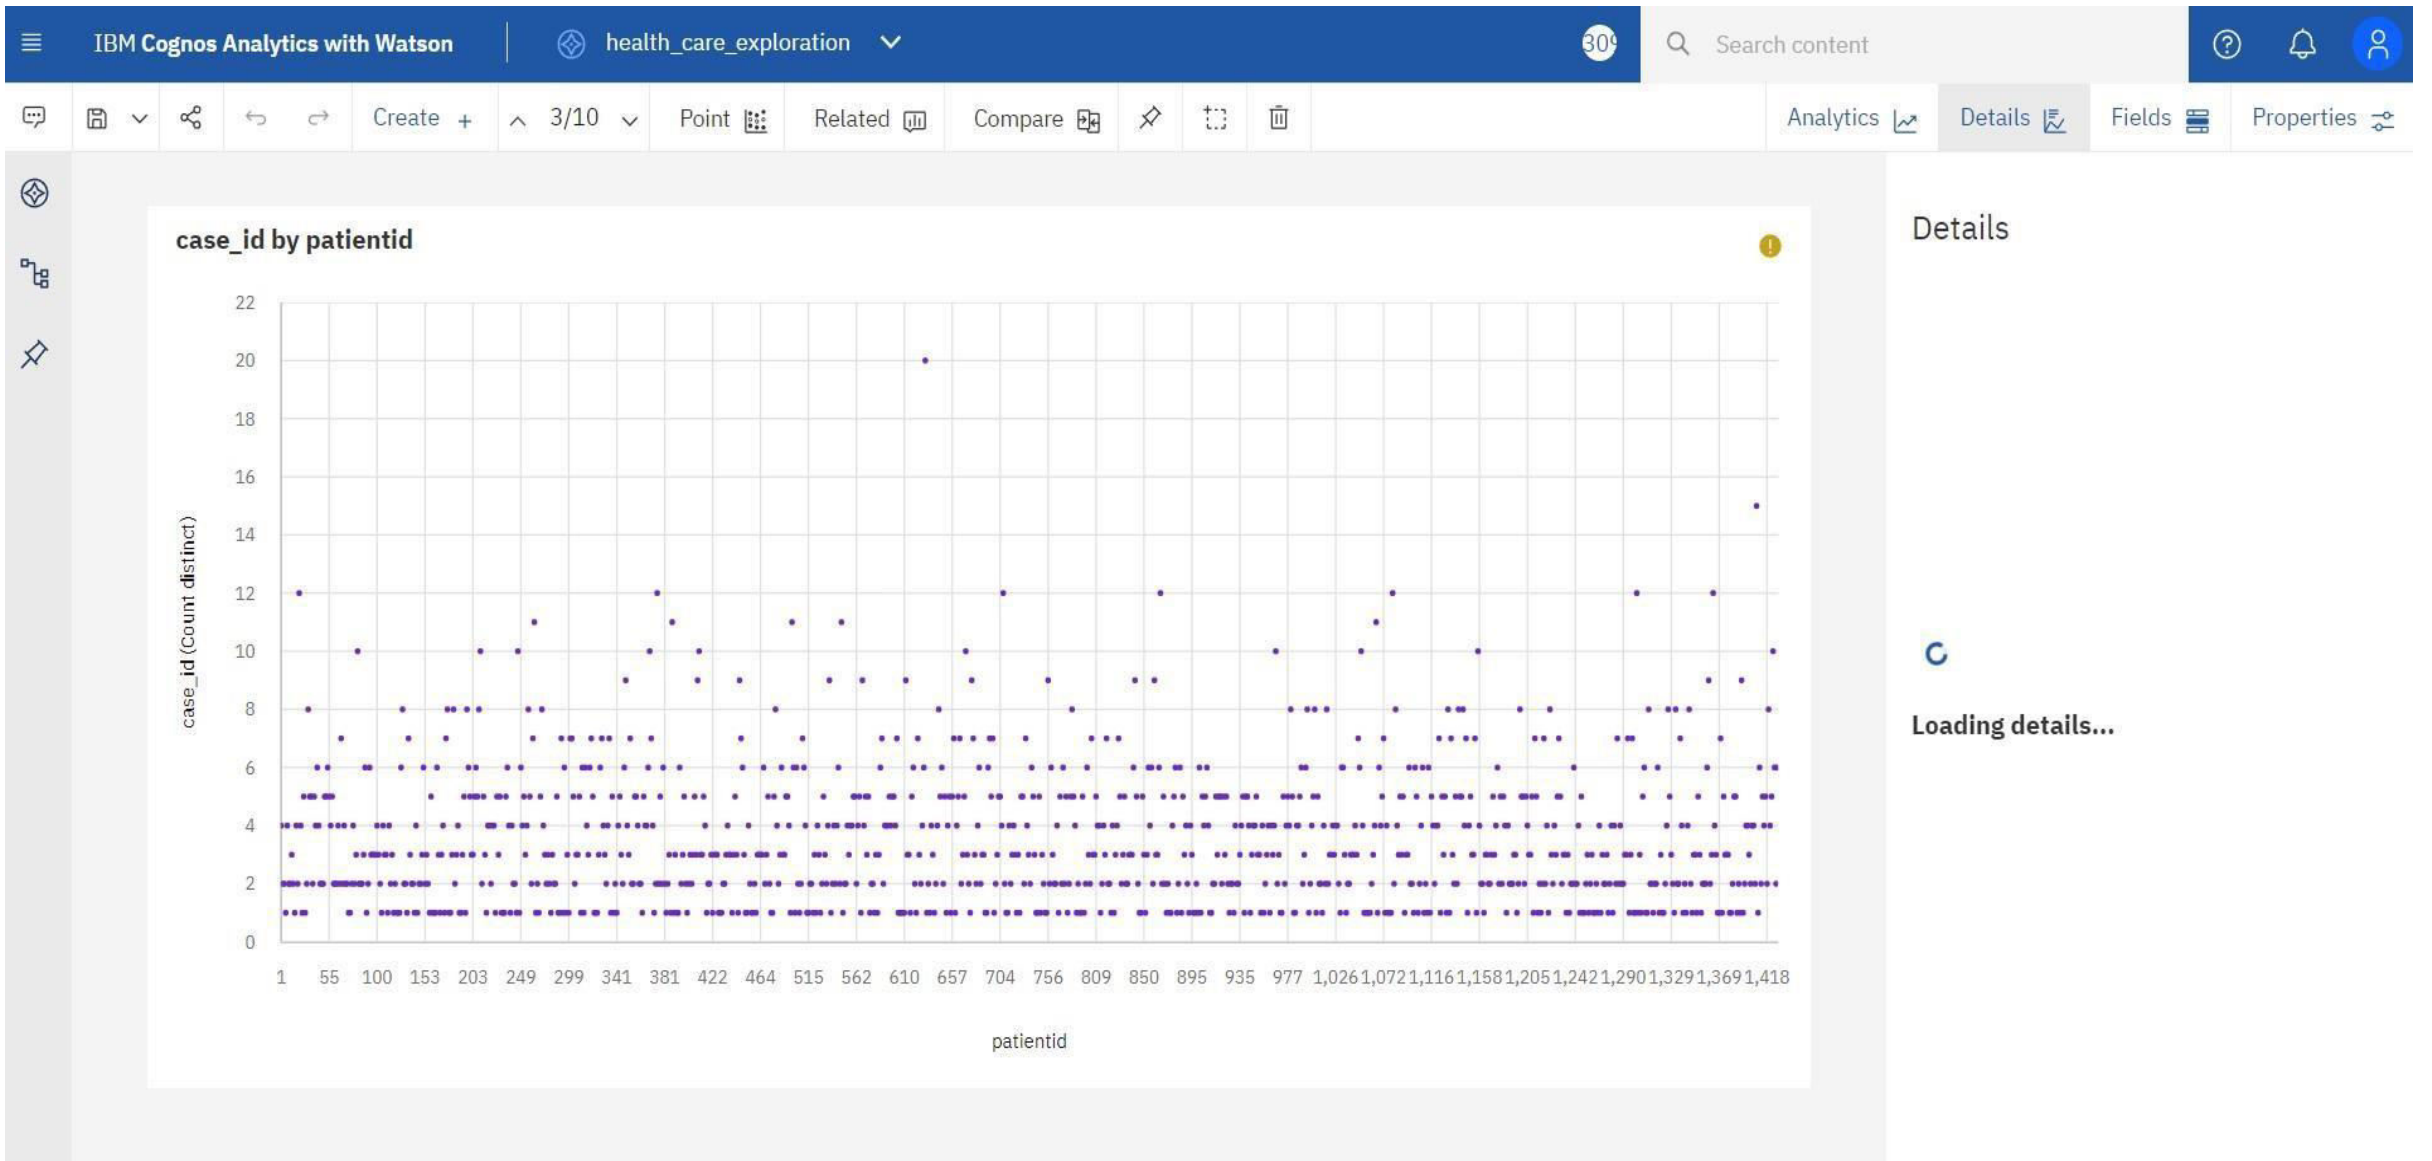 IBM Cognos Analytics with Watson health_care_exploration Search content
Create + 3/10 Point Related Compare Analytics Details Fields Properties
case_id by patientid
Details
22
20
18
16
14
12
10
8
6
4
2
0
case_id (Count distinct)
1 55 100 153 203 249 299 341 381 422 464 515 562 610 657 704 756 809 850 895 935 977 1,026 1,072 1,116 1,158 1,205 1,242 1,290 1,329 1,369 1,418
patientid
Loading details...